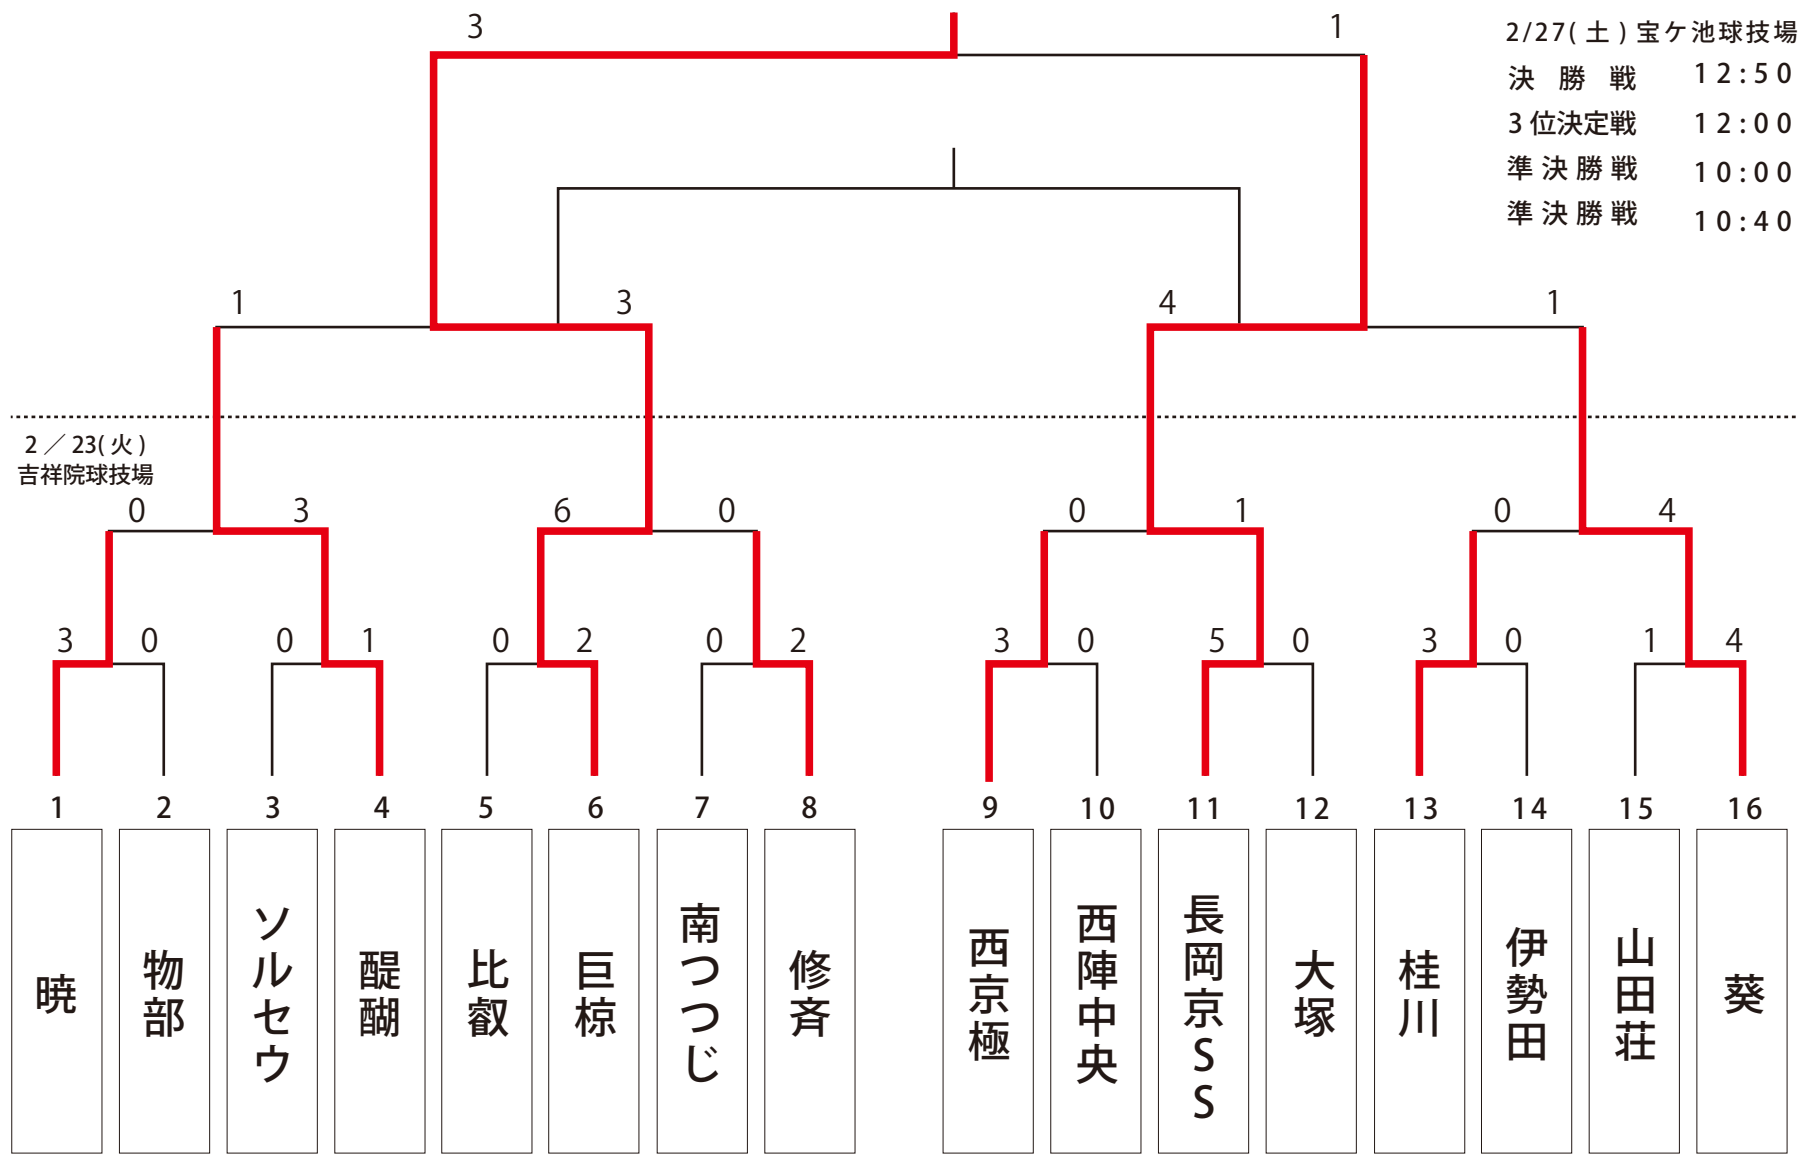 3 1
2/27(土)宝ケ池球技場
決勝戦 12:50
3位決定戦 12:00
準決勝戦 10:00
準決勝戦 10:40
1 3 4 1
2／23(火)
吉祥院球技場
0 3 6 0 0 1 0 4
3 0 0 1 0 2 0 2 3 0 5 0 3 0 1 4
1 2 3 4 5 6 7 8 9 10 11 12 13 14 15 16
暁
物部
ソルセウ
醍醐
比叡
巨椋
南つつじ
修斉
西京極
西陣中央
長岡京SS
大塚
桂川
伊勢田
山田荘
葵